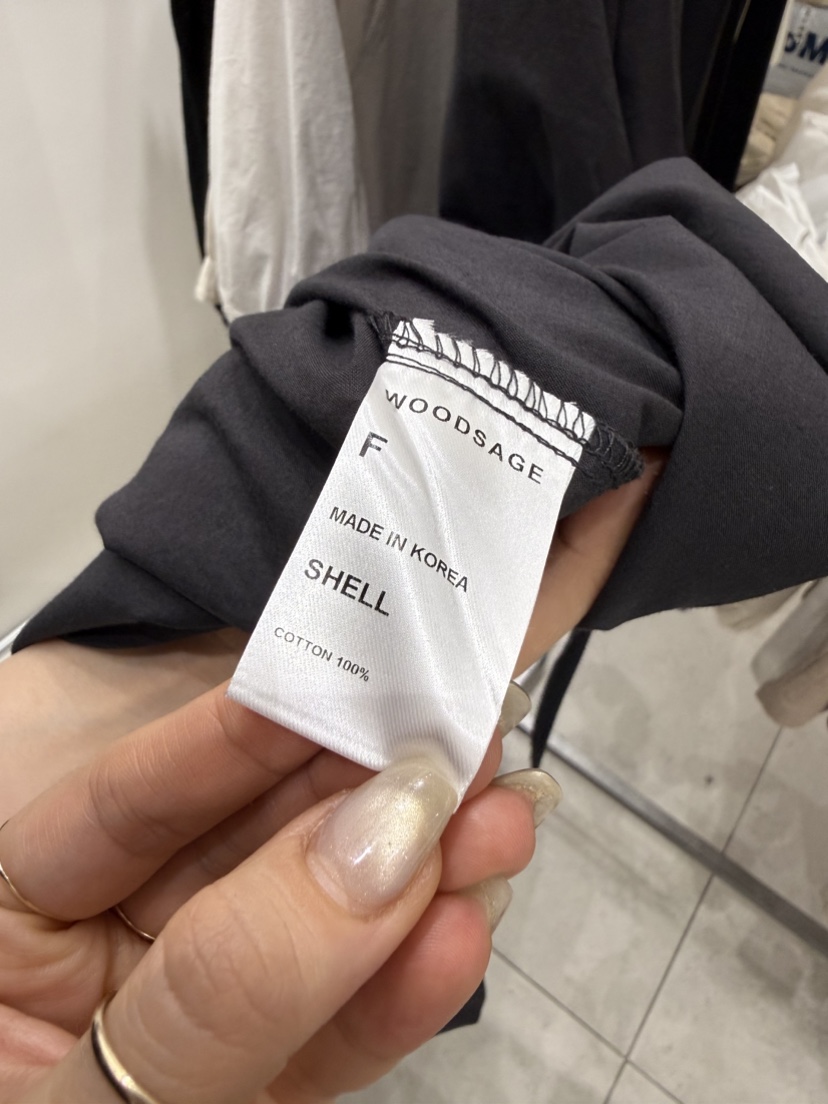 WOODSAGE
F
MADE IN KOREA
SHELL
COTTON 100%